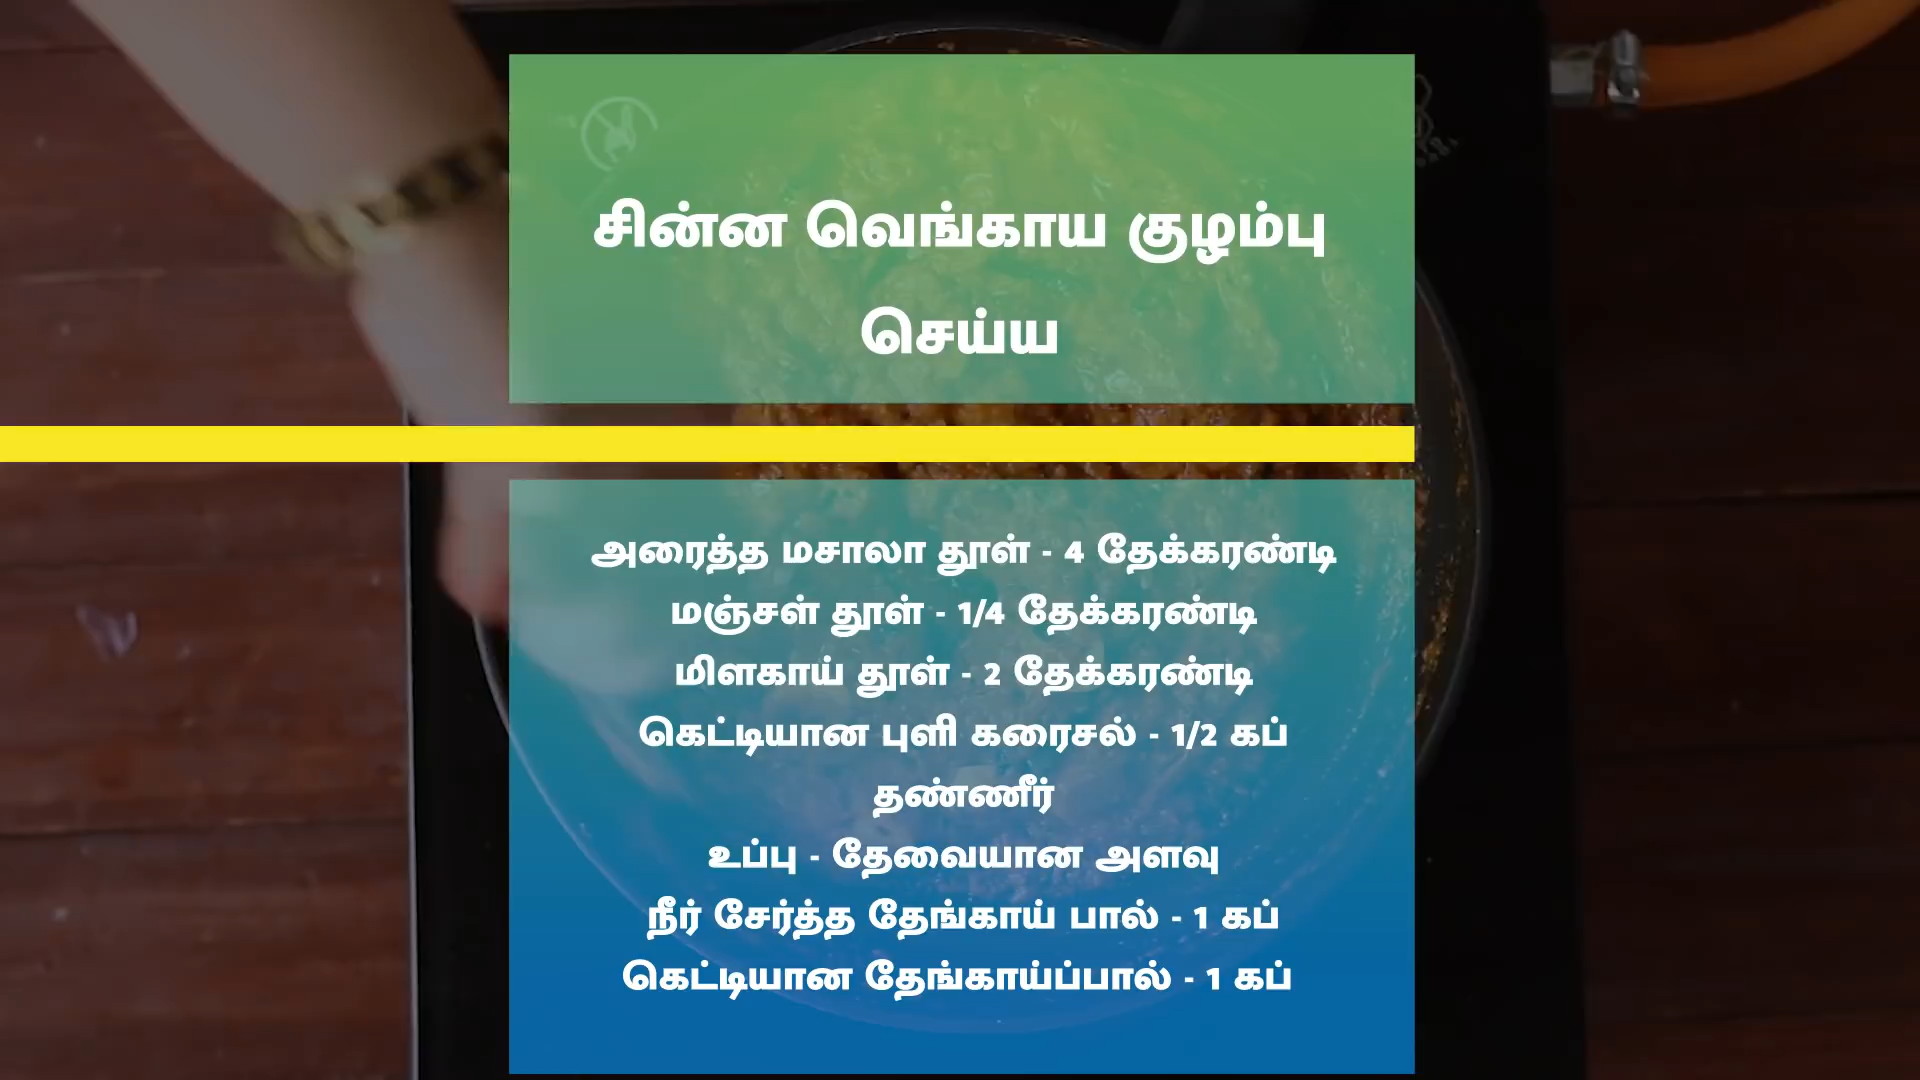 சின்ன வெங்காய குழம்பு
செய்ய
அரைத்த மசாலா தூள் - 4 தேக்கரண்டி
மஞ்சள் தூள் - 1/4 தேக்கரண்டி
மிளகாய் தூள் - 2 தேக்கரண்டி
கெட்டியான புளி கரைசல் - 1/2 கப்
தண்ணீர்
உப்பு - தேவையான அளவு
நீர் சேர்த்த தேங்காய் பால் - 1 கப்
கெட்டியான தேங்காய்ப்பால் - 1 கப்